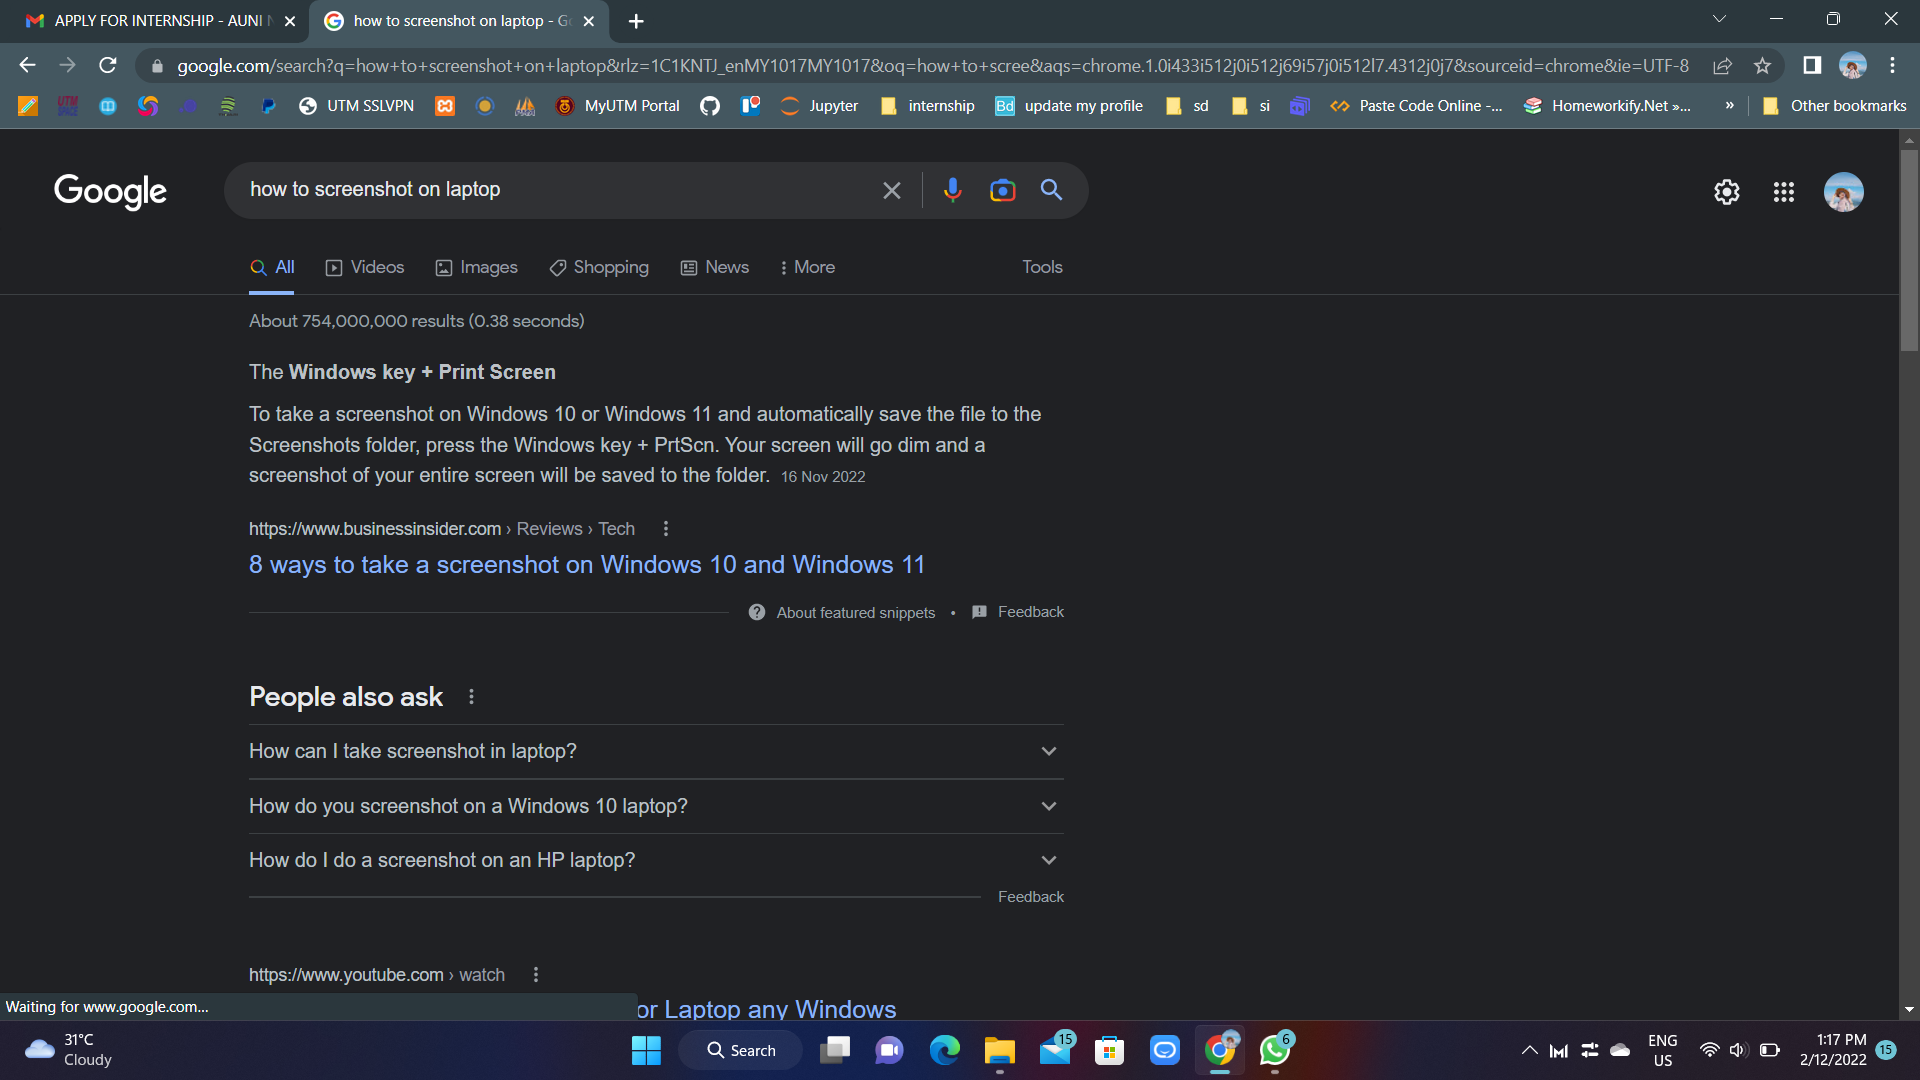 APPLY FOR INTERNSHIP - AUNI
how to screenshot on laptop - Go
google.com/search?q=how+to+screenshot+on+laptop&rlz=1C1KNTJ_enMY1017MY1017&oq=how+to+scree&aqs=chrome.1.0i433i512j0i512j69i57j0i512l7.4312j0j7&sourceid=chrome&ie=UTF-8
UTM SSLVPN
MyUTM Portal
Jupyter
internship
Bd update my profile
sd
si
Paste Code Online -...
Homeworkify.Net »...
»
Other bookmarks
Google
how to screenshot on laptop
All
Videos
Images
Shopping
News
More
Tools
About 754,000,000 results (0.38 seconds)
The Windows key + Print Screen
To take a screenshot on Windows 10 or Windows 11 and automatically save the file to the
Screenshots folder, press the Windows key + PrtScn. Your screen will go dim and a
screenshot of your entire screen will be saved to the folder. 16 Nov 2022
https://www.businessinsider.com › Reviews › Tech
8 ways to take a screenshot on Windows 10 and Windows 11
About featured snippets • Feedback
People also ask
How can I take screenshot in laptop?
How do you screenshot on a Windows 10 laptop?
How do I do a screenshot on an HP laptop?
Feedback
https://www.youtube.com › watch
or Laptop any Windows
Waiting for www.google.com...
31°C
Cloudy
Search
15
6
ENG
US
1:17 PM
2/12/2022
15